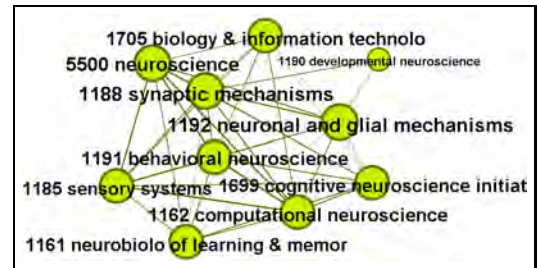 1705 biology & information technolo
5500 neuroscience
1190 developmental neuroscience
1188 synaptic mechanisms
1192 neuronal and glial mechanisms
1191 behavioral neuroscience
1185 sensory systems
1699 cognitive neuroscience initiat
1162 computational neuroscience
1161 neurobiolo of learning & memor